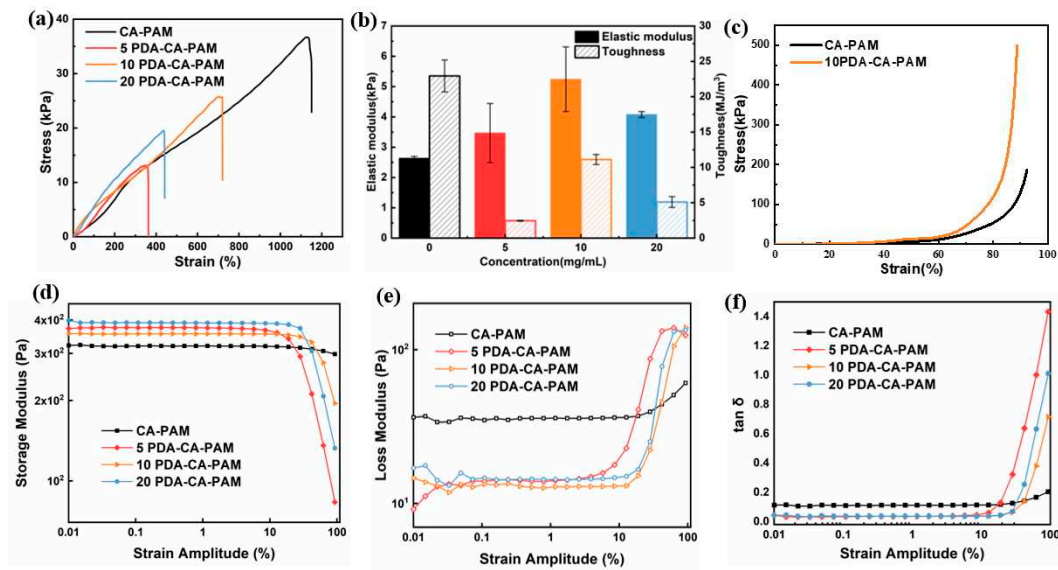 (a)
CA-PAM
5 PDA-CA-PAM
10 PDA-CA-PAM
20 PDA-CA-PAM
Stress (kPa)
40
30
20
10
0
0 200 400 600 800 1000 1200
Strain (%)
(b)
Elastic modulus
Toughness
Elastic modulus(kPa)
7
6
5
4
3
2
1
0
Toughness(MJ/m³)
30
25
20
15
10
5
0
0 5 10 20
Concentration(mg/mL)
(c)
CA-PAM
10PDA-CA-PAM
Stress(kPa)
500
400
300
200
100
0
0 20 40 60 80 100
Strain(%)
(d)
Storage Modulus (Pa)
4x10²
3x10²
2x10²
10²
CA-PAM
5 PDA-CA-PAM
10 PDA-CA-PAM
20 PDA-CA-PAM
0.01 0.1 1 10 100
Strain Amplitude (%)
(e)
Loss Modulus (Pa)
10²
10¹
CA-PAM
5 PDA-CA-PAM
10 PDA-CA-PAM
20 PDA-CA-PAM
0.01 0.1 1 10 100
Strain Amplitude (%)
(f)
tan δ
1.4
1.2
1.0
0.8
0.6
0.4
0.2
0.0
CA-PAM
5 PDA-CA-PAM
10 PDA-CA-PAM
20 PDA-CA-PAM
0.01 0.1 1 10 100
Strain Amplitude (%)